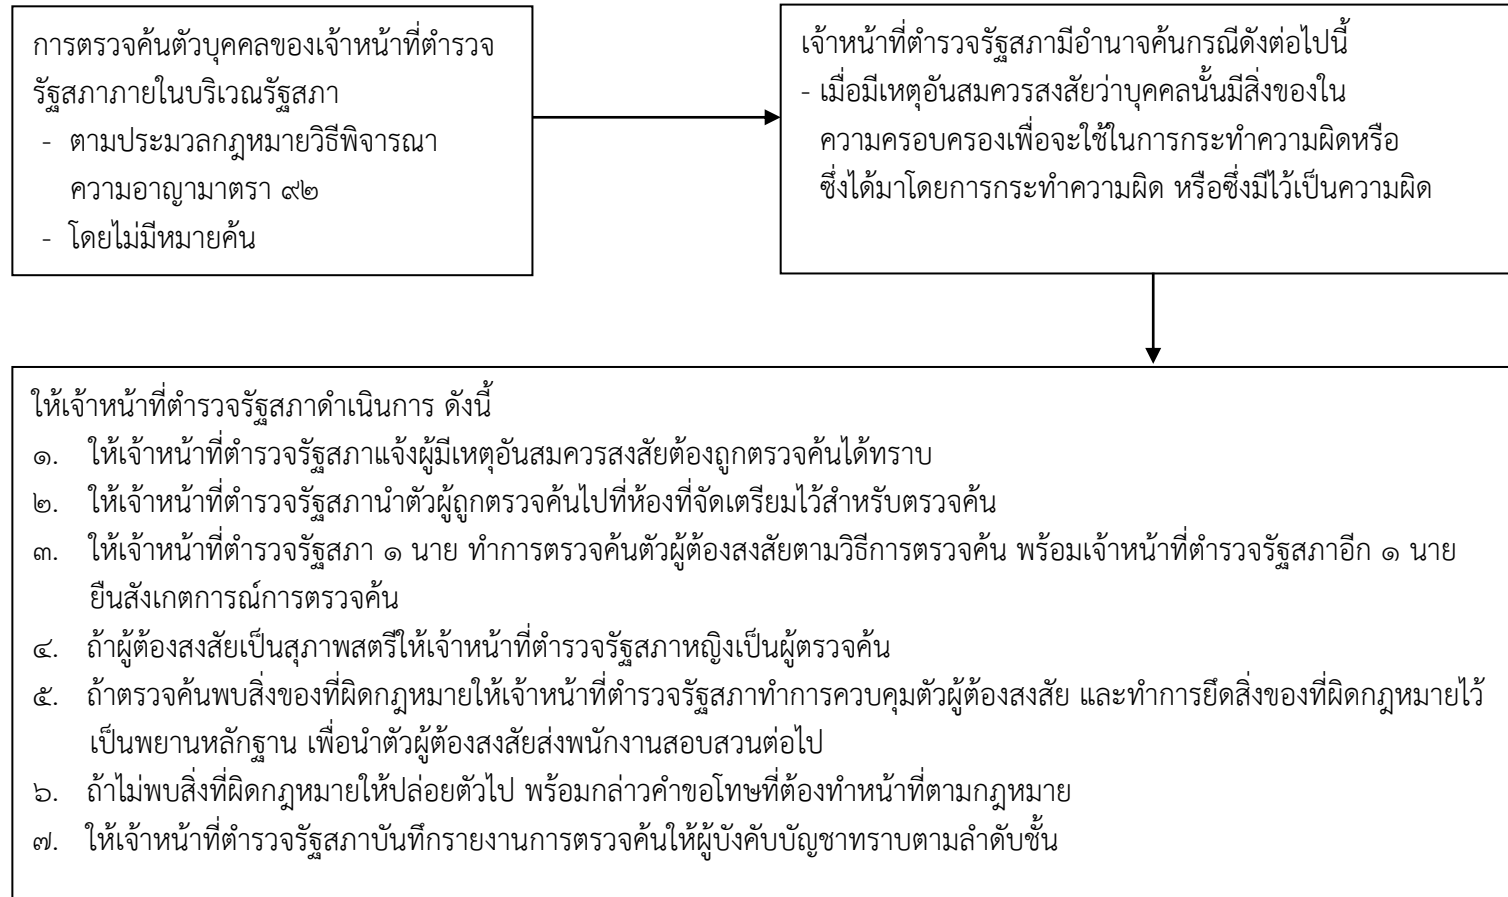 การตรวจค้นตัวบุคคลของเจ้าหน้าที่ตำรวจ
รัฐสภาภายในบริเวณรัฐสภา
- ตามประมวลกฎหมายวิธีพิจารณา
ความอาญามาตรา ๙๒
- โดยไม่มีหมายค้น
เจ้าหน้าที่ตำรวจรัฐสภามีอำนาจค้นกรณีดังต่อไปนี้
- เมื่อมีเหตุอันสมควรสงสัยว่าบุคคลนั้นมีสิ่งของใน
ความครอบครองเพื่อจะใช้ในการกระทำความผิดหรือ
ซึ่งได้มาโดยการกระทำความผิด หรือซึ่งมีไว้เป็นความผิด
ให้เจ้าหน้าที่ตำรวจรัฐสภาดำเนินการ ดังนี้
๑. ให้เจ้าหน้าที่ตำรวจรัฐสภาแจ้งผู้มีเหตุอันสมควรสงสัยต้องถูกตรวจค้นได้ทราบ
๒. ให้เจ้าหน้าที่ตำรวจรัฐสภานำตัวผู้ถูกตรวจค้นไปที่ห้องที่จัดเตรียมไว้สำหรับตรวจค้น
๓. ให้เจ้าหน้าที่ตำรวจรัฐสภา ๑ นาย ทำการตรวจค้นตัวผู้ต้องสงสัยตามวิธีการตรวจค้น พร้อมเจ้าหน้าที่ตำรวจรัฐสภาอีก ๑ นาย
ยืนสังเกตการณ์การตรวจค้น
๔. ถ้าผู้ต้องสงสัยเป็นสุภาพสตรีให้เจ้าหน้าที่ตำรวจรัฐสภาหญิงเป็นผู้ตรวจค้น
๕. ถ้าตรวจค้นพบสิ่งของที่ผิดกฎหมายให้เจ้าหน้าที่ตำรวจรัฐสภาทำการควบคุมตัวผู้ต้องสงสัย และทำการยึดสิ่งของที่ผิดกฎหมายไว้
เป็นพยานหลักฐาน เพื่อนำตัวผู้ต้องสงสัยส่งพนักงานสอบสวนต่อไป
๖. ถ้าไม่พบสิ่งที่ผิดกฎหมายให้ปล่อยตัวไป พร้อมกล่าวคำขอโทษที่ต้องทำหน้าที่ตามกฎหมาย
๗. ให้เจ้าหน้าที่ตำรวจรัฐสภาบันทึกรายงานการตรวจค้นให้ผู้บังคับบัญชาทราบตามลำดับชั้น